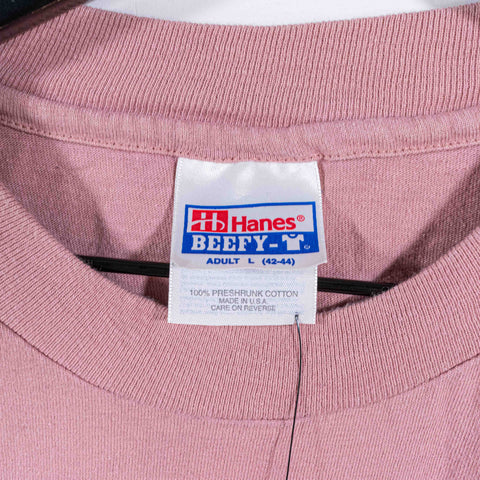 Hanes®
BEEFY-T
ADULT L (42-44)
100% PRESHRUNK COTTON
MADE IN U.S.A.
CARE ON REVERSE